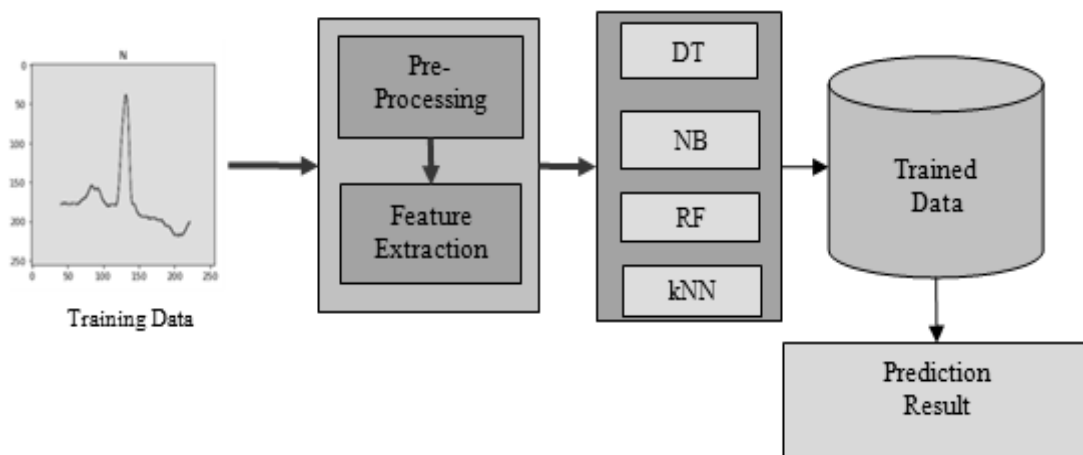 N
0
50
100
150
200
250
0 50 100 150 200 250
Training Data
Pre-
Processing
Feature
Extraction
DT
NB
RF
kNN
Trained
Data
Prediction
Result